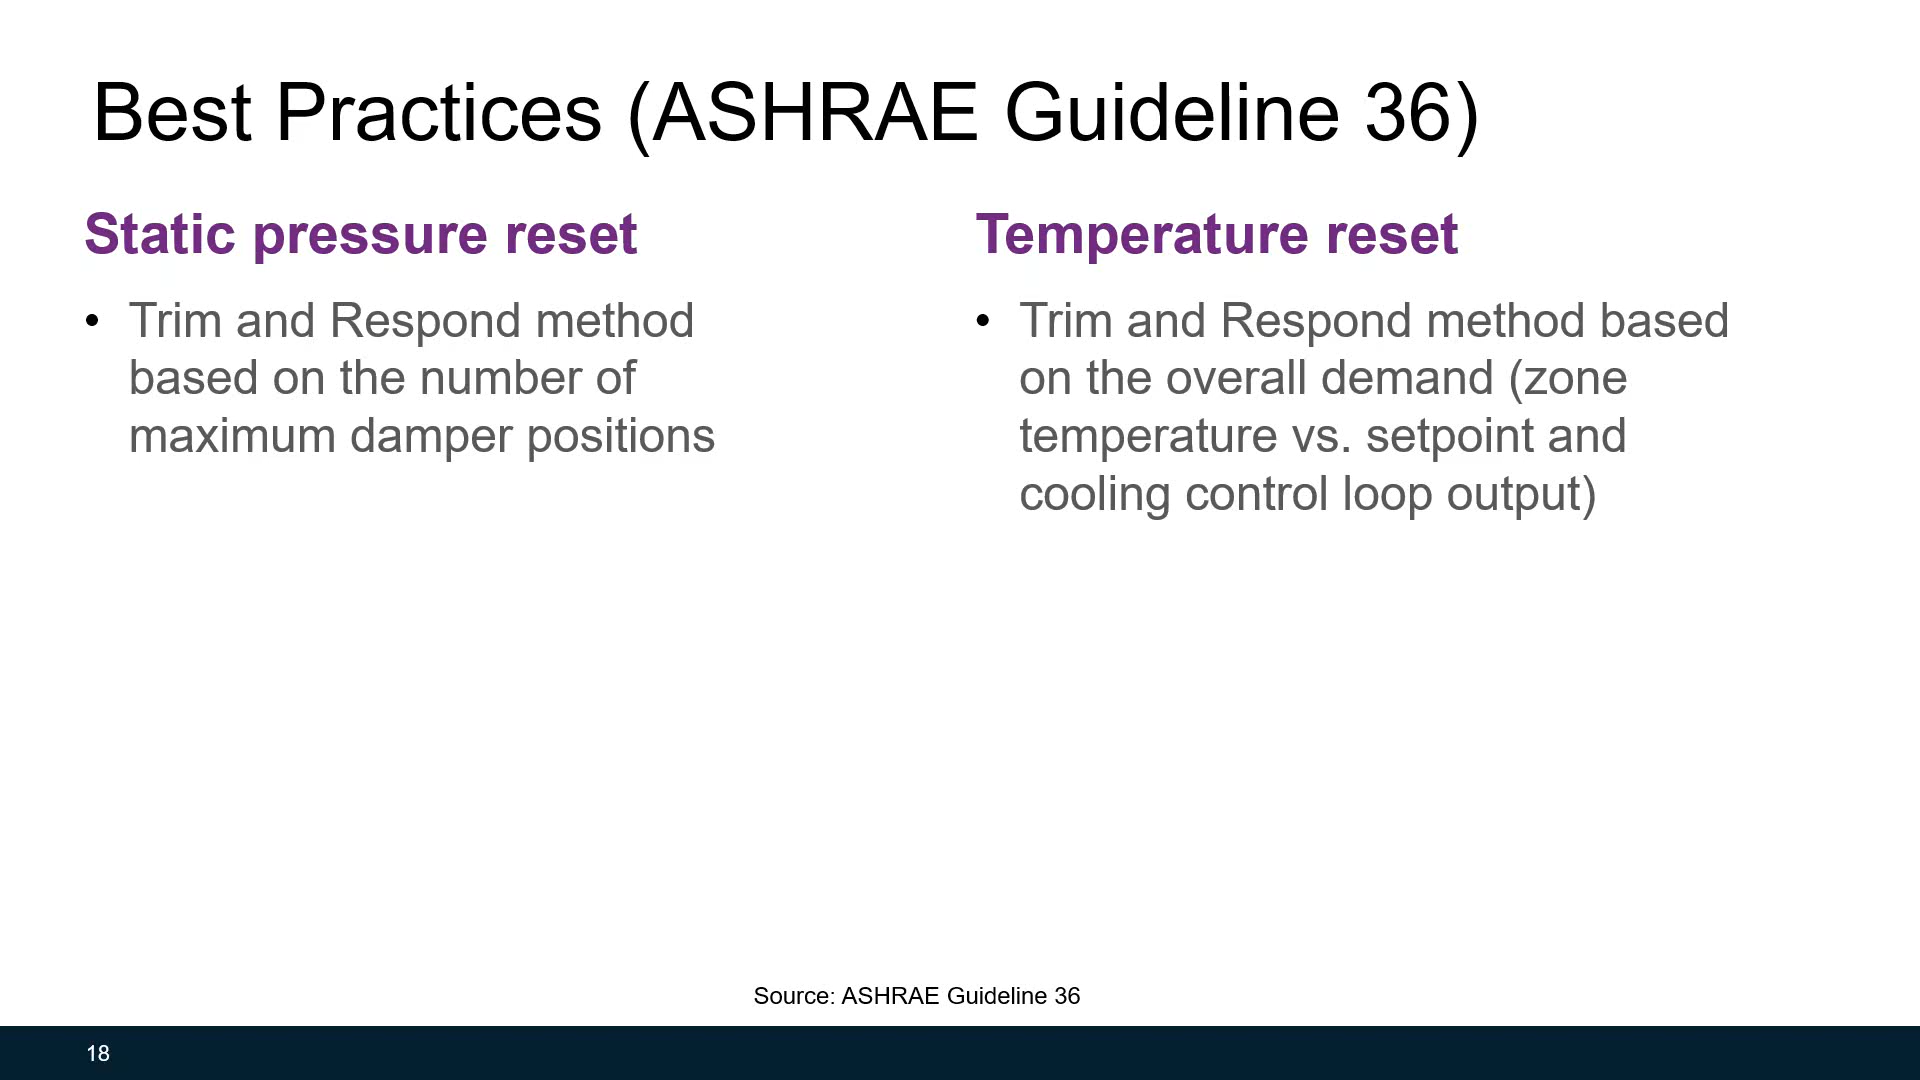 Best Practices (ASHRAE Guideline 36)
Static pressure reset
• Trim and Respond method
based on the number of
maximum damper positions
Temperature reset
• Trim and Respond method based
on the overall demand (zone
temperature vs. setpoint and
cooling control loop output)
Source: ASHRAE Guideline 36
18